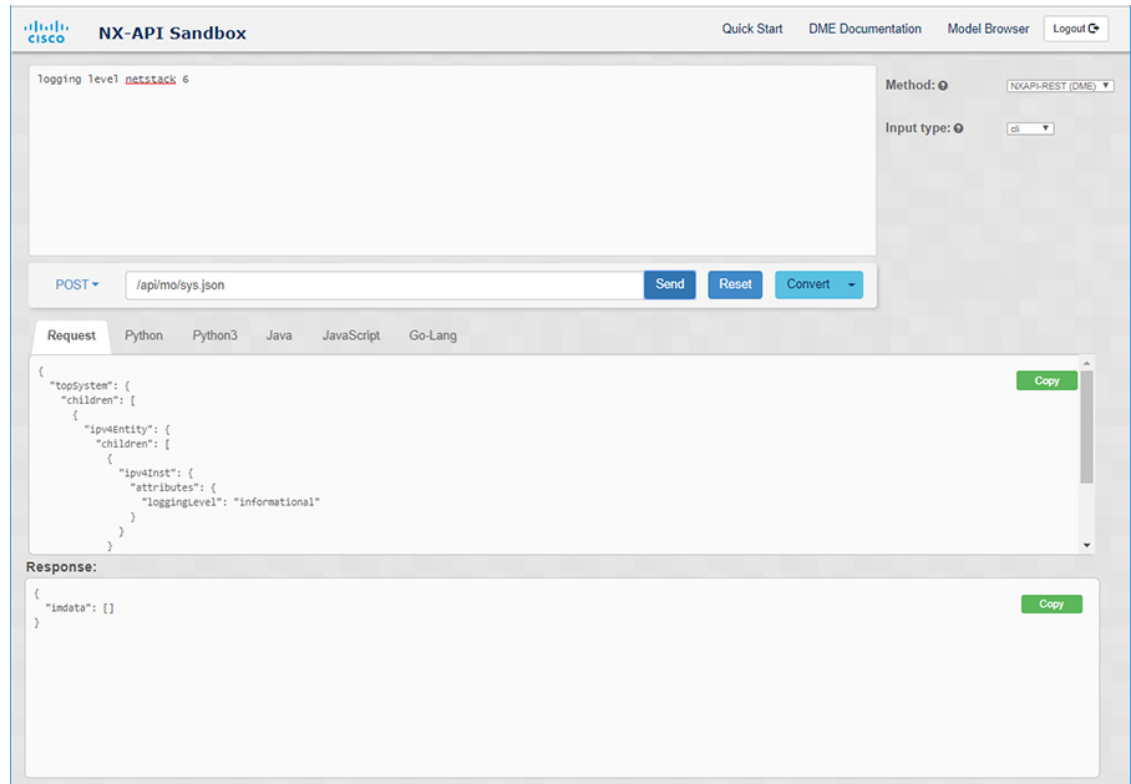 CISCO NX-API Sandbox Quick Start DME Documentation Model Browser Logout
logging level netstack 6
Method: NXAPI-REST (DME)
Input type: cli
POST /api/mo/sys.json Send Reset Convert
Request Python Python3 Java JavaScript Go-Lang
Copy
{
"topSystem": {
"children": [
{
"ipv4Entity": {
"children": [
{
"ipv4Inst": {
"attributes": {
"loggingLevel": "informational"
}
}
}
Response:
Copy
{
"imdata": []
}